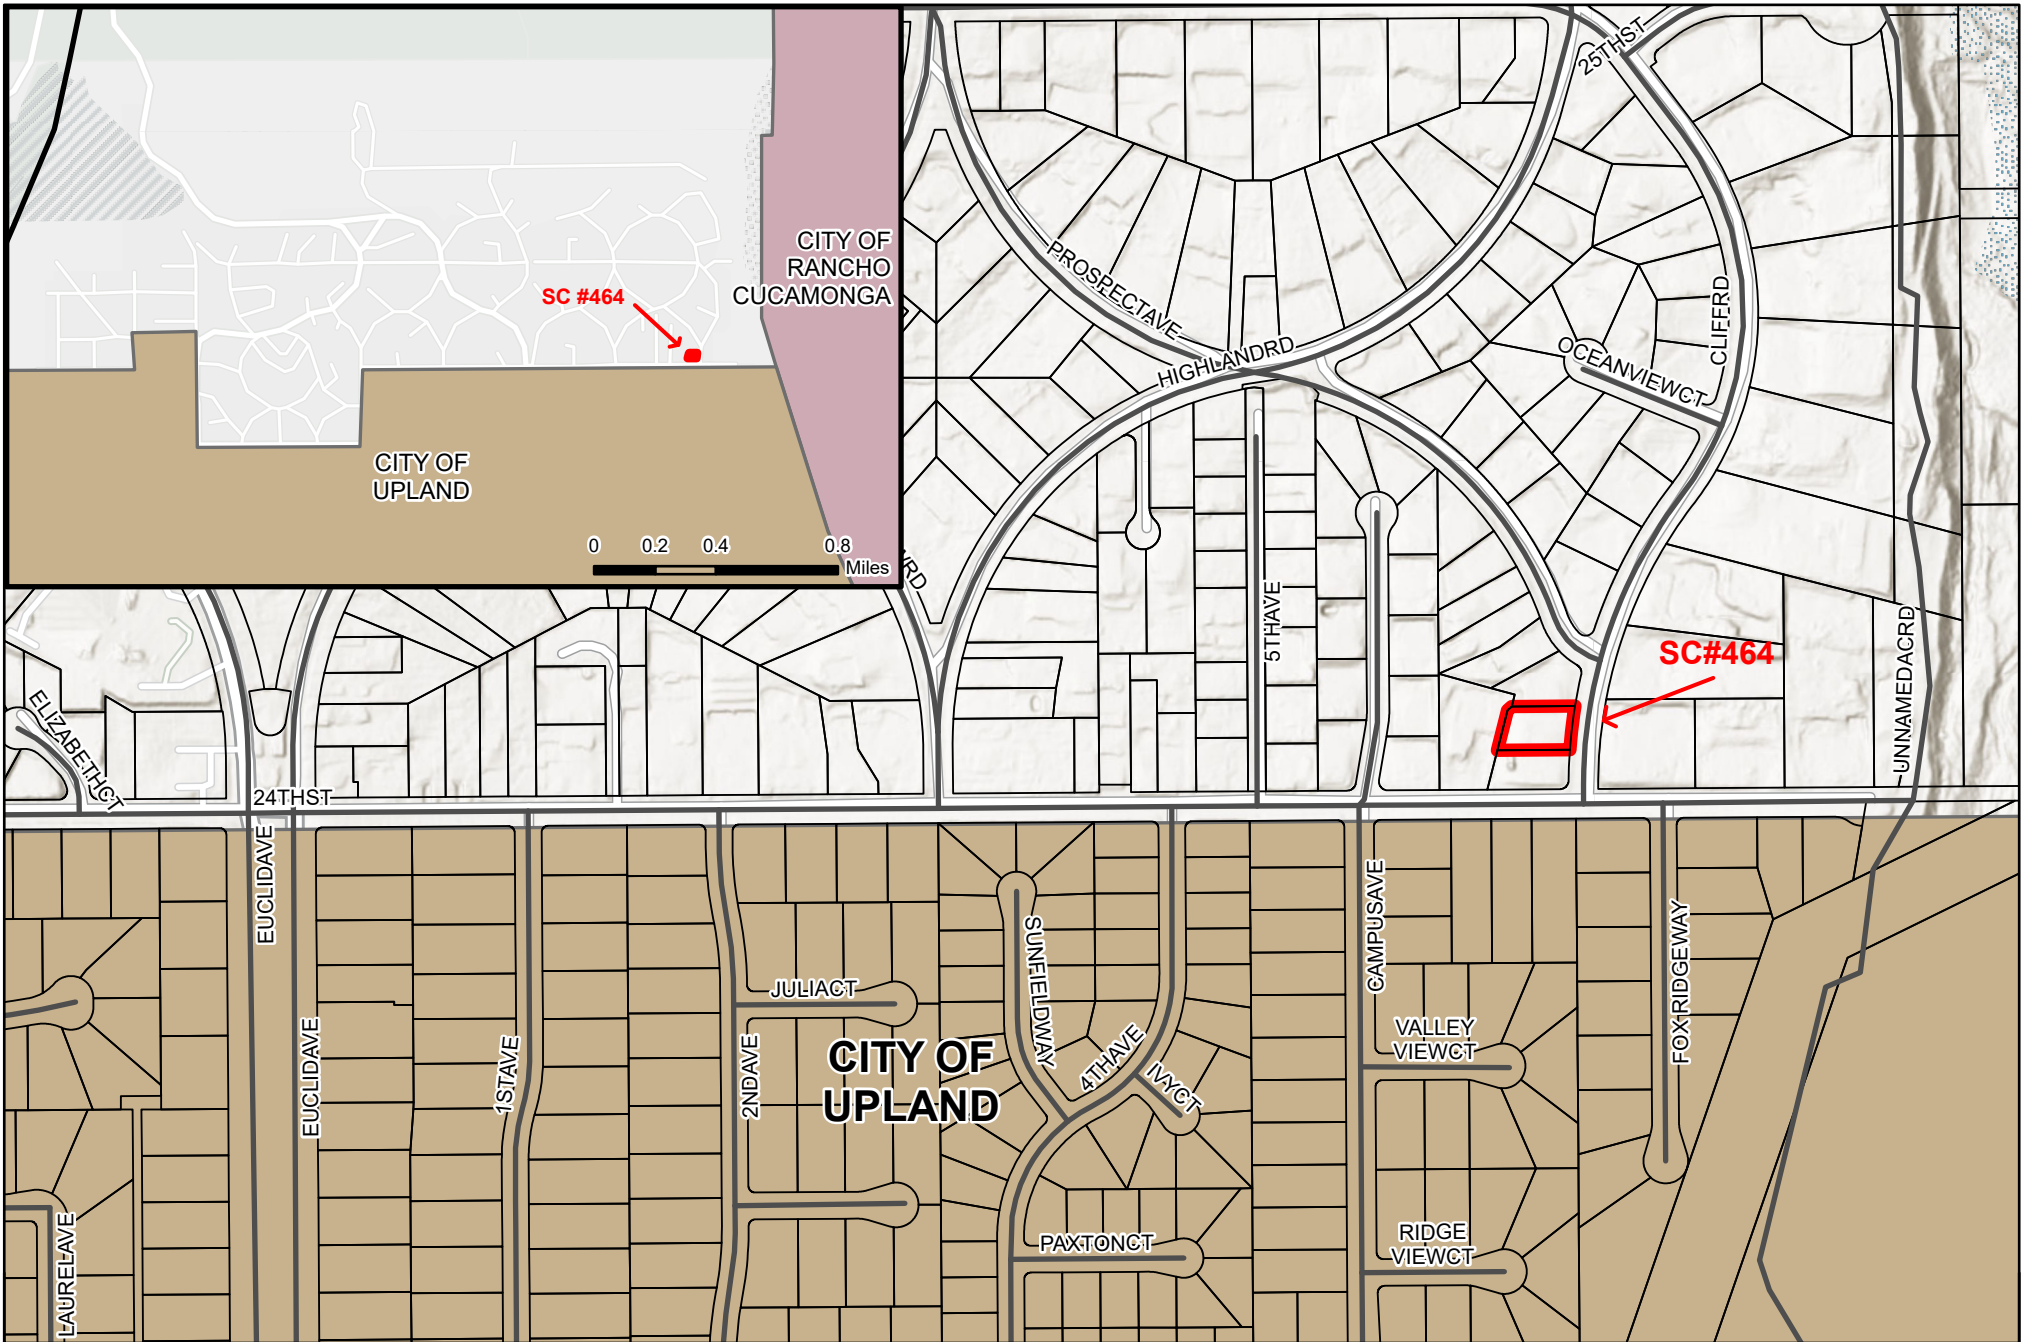 CITY OF
RANCHO
CUCAMONGA
SC #464
CITY OF
UPLAND
0 0.2 0.4 0.8
Miles
25THST
PROSPECTAVE
HIGHLANDRD
CLIFFRD
OCEANVIEWCT
5THAVE
SC#464
UNNAMEDACRD
ELIZABETHCT
24THST
EUCLIDAVE
EUCLIDAVE
1STAVE
2NDAVE
JULIACT
SUNFIELDWAY
4THAVE
IVYCT
CAMPUSAVE
FOXRIDGEWAY
VALLEY
VIEWCT
CITY OF
UPLAND
PAXTONCT
RIDGE
VIEWCT
LAURELAVE